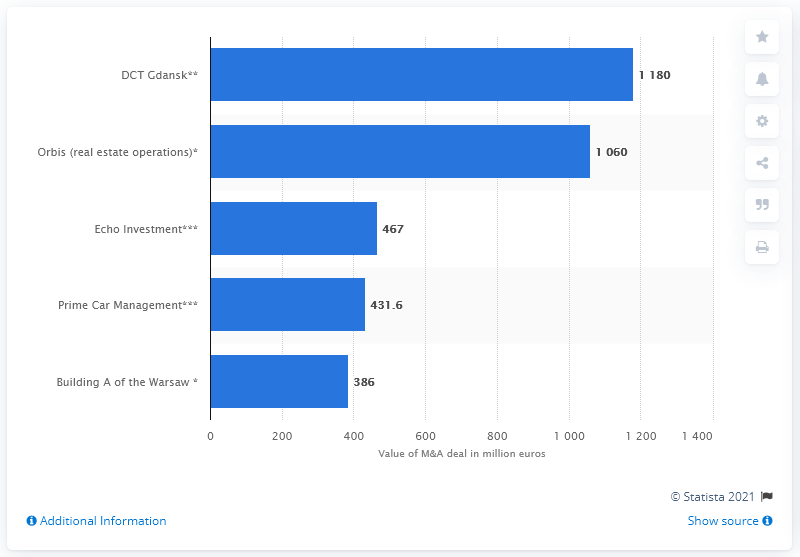 DCT Gdansk**
1 180
Orbis (real estate operations)*
1 060
Echo Investment***
467
Prime Car Management***
431.6
Building A of the Warsaw *
386
0 200 400 600 800 1 000 1 200 1 400
Value of M&A deal in million euros
© Statista 2021
Additional Information
Show source